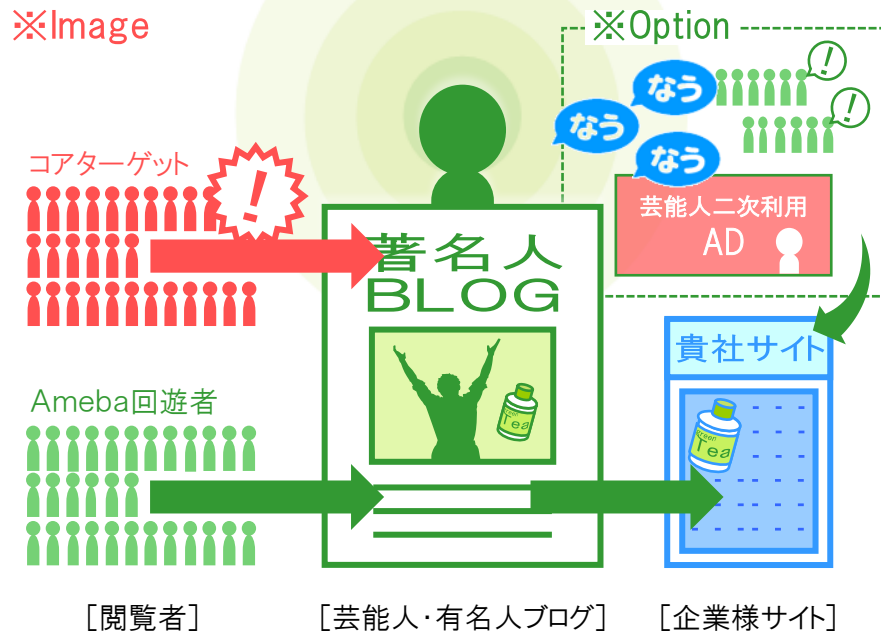 ※Image
※Option
!
!
なう
なう
なう
コアターゲット
!
芸能人二次利用
AD
著名人
BLOG
貴社サイト
Ameba回遊者
green
Tea
green
Tea
[閲覧者]
[芸能人・有名人ブログ]
[企業様サイト]